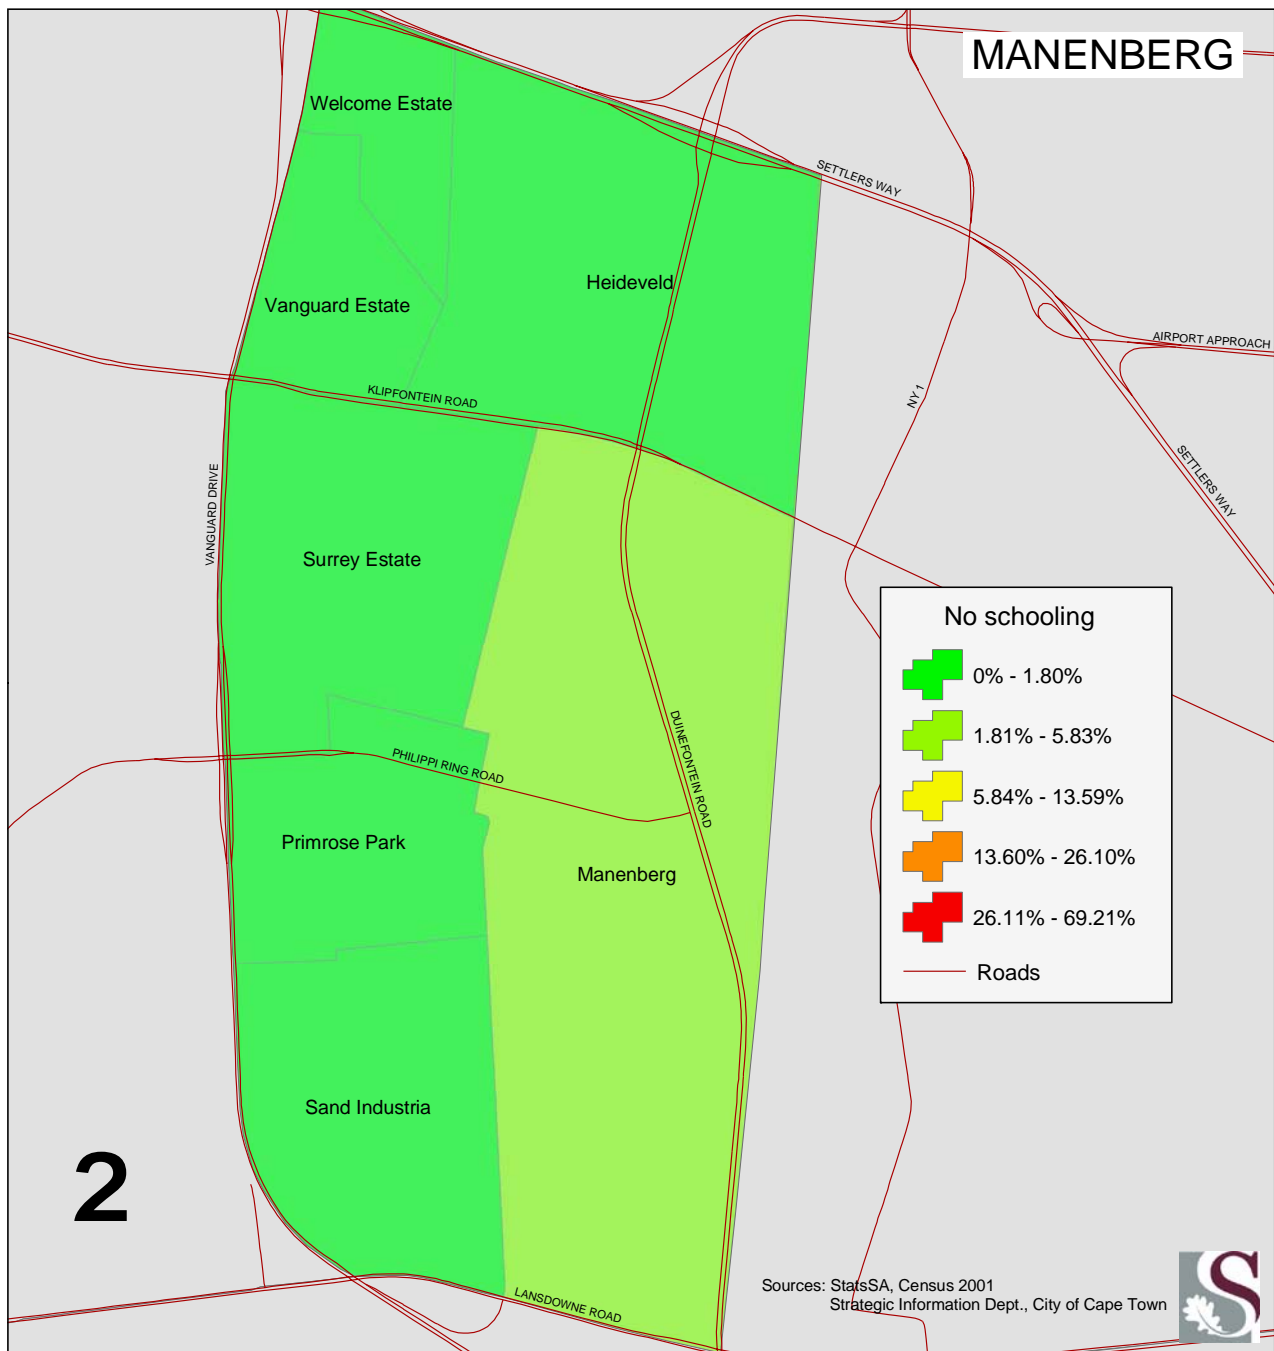 MANENBERG
Welcome Estate
SETTLERS WAY
Heideveld
Vanguard Estate
AIRPORT APPROACH
KLIPFONTEIN ROAD
NY 1
VANGUARD DRIVE
SETTLERS WAY
Surrey Estate
No schooling
0% - 1.80%
1.81% - 5.83%
5.84% - 13.59%
13.60% - 26.10%
26.11% - 69.21%
Roads
PHILIPPI RING ROAD
DUINEFONTEIN ROAD
Primrose Park
Manenberg
Sand Industria
2
LANSDOWNE ROAD
Sources: StatsSA, Census 2001
Strategic Information Dept., City of Cape Town
S